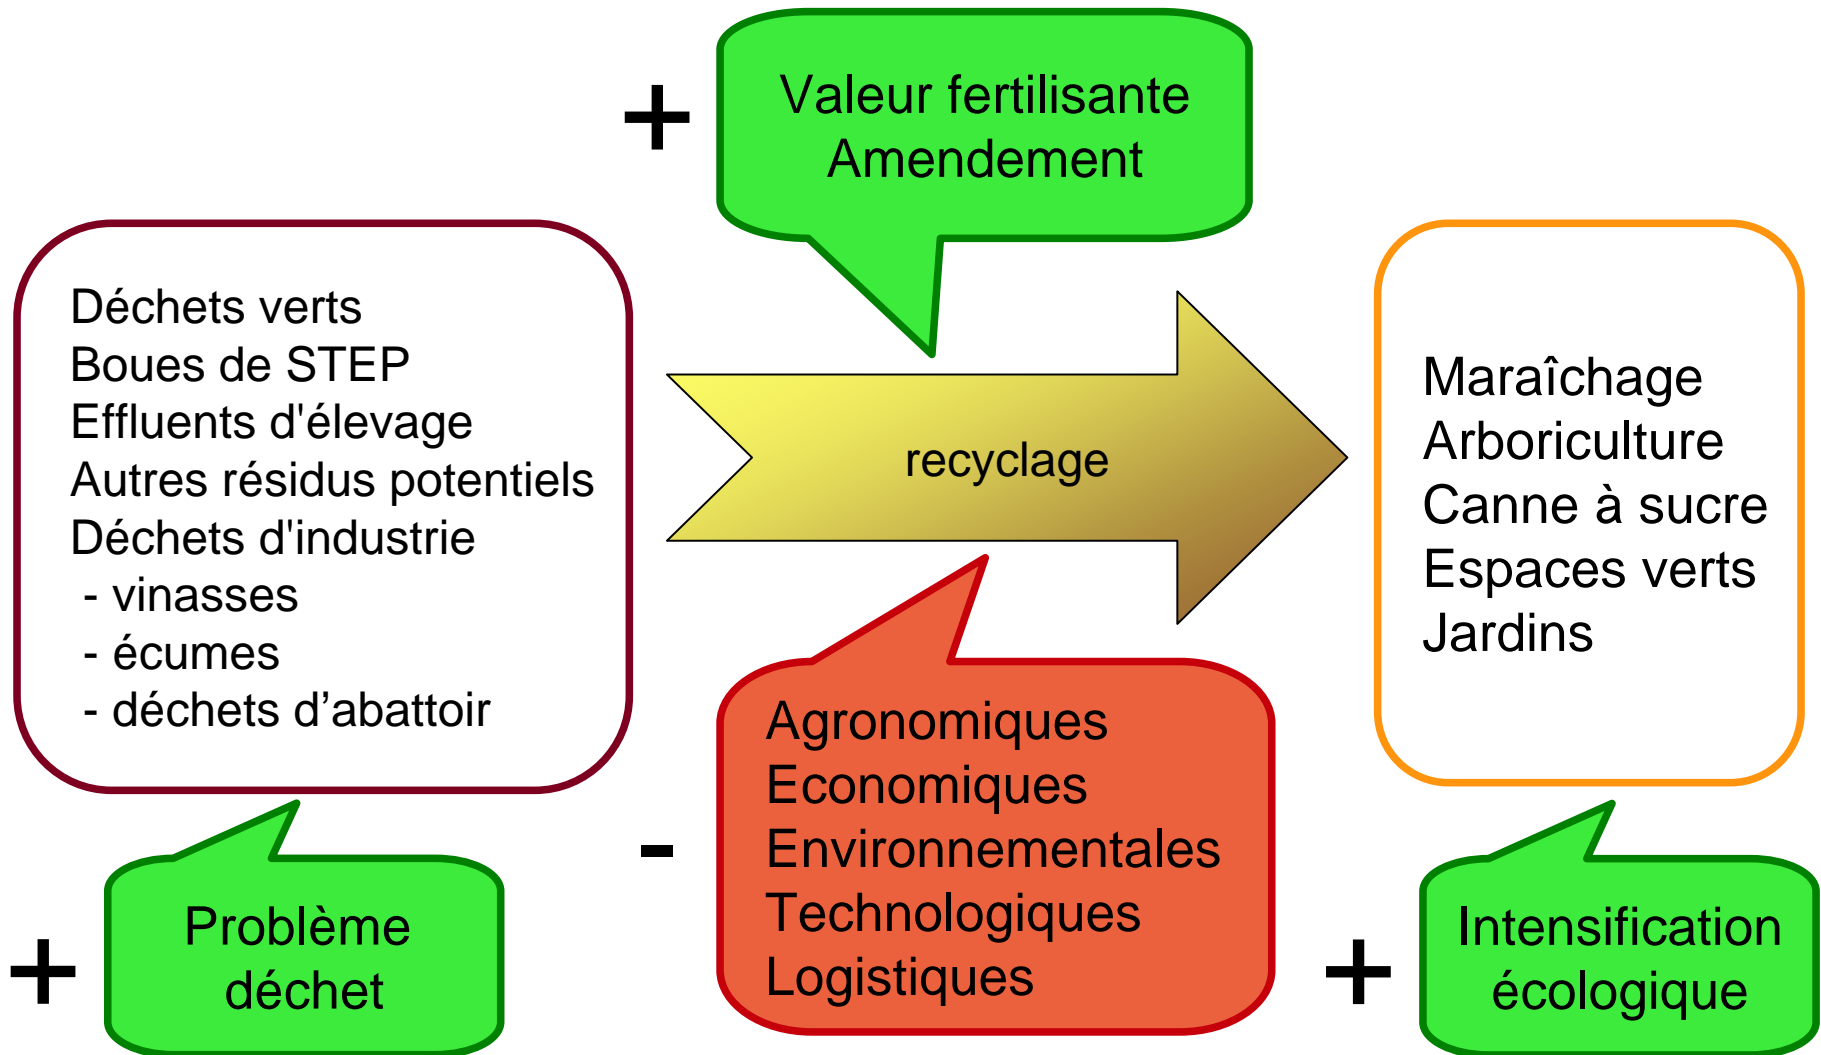 +
Valeur fertilisante
Amendement
Déchets verts
Boues de STEP
Effluents d'élevage
Autres résidus potentiels
Déchets d'industrie
- vinasses
- écumes
- déchets d’abattoir
recyclage
Maraîchage
Arboriculture
Canne à sucre
Espaces verts
Jardins
+
Problème
déchet
-
Agronomiques
Economiques
Environnementales
Technologiques
Logistiques
+
Intensification
écologique